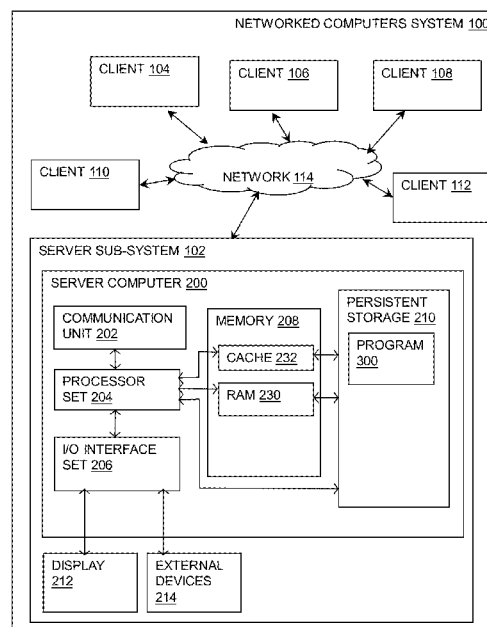 NETWORKED COMPUTERS SYSTEM 100
CLIENT 104
CLIENT 106
CLIENT 108
CLIENT 110
NETWORK 114
CLIENT 112
SERVER SUB-SYSTEM 102
SERVER COMPUTER 200
COMMUNICATION
UNIT 202
PROCESSOR
SET 204
I/O INTERFACE
SET 206
MEMORY 208
CACHE 232
RAM 230
PERSISTENT
STORAGE 210
PROGRAM
300
DISPLAY
212
EXTERNAL
DEVICES 214